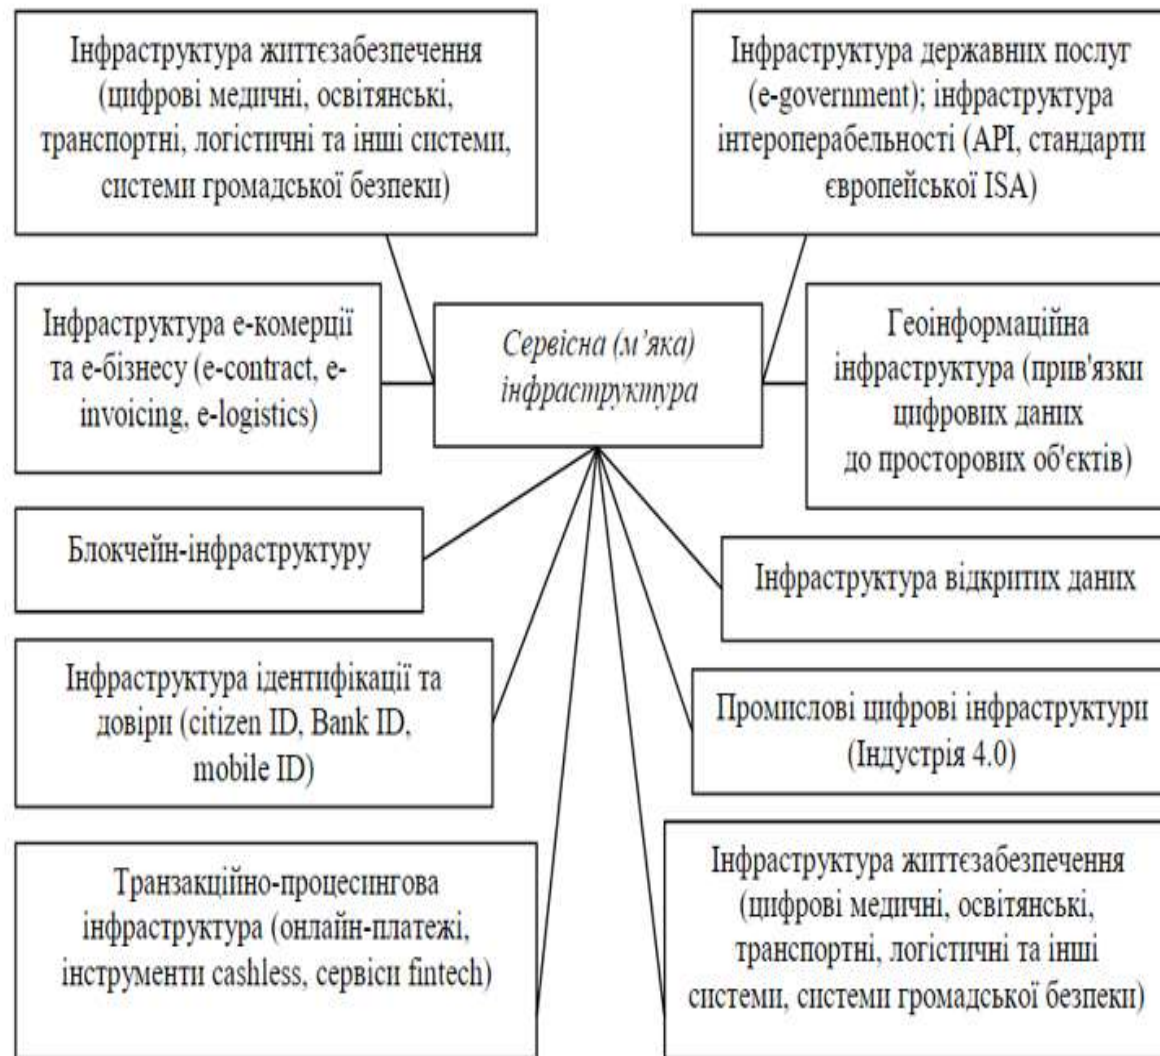 Інфраструктура життєзабезпечення
(цифрові медичні, освітянські,
транспортні, логістичні та інші системи,
системи громадської безпеки)
Інфраструктура державних послуг
(e-government); інфраструктура
інтероперабельності (API, стандарти
європейської ISA)
Інфраструктура е-комерції
та е-бізнесу (e-contract, e-
invoicing, e-logistics)
Сервісна (м’яка)
інфраструктура
Геоінформаційна
інфраструктура (прив'язки
цифрових даних
до просторових об'єктів)
Блокчейн-інфраструктуру
Інфраструктура відкритих даних
Інфраструктура ідентифікації та
довіри (citizen ID, Bank ID,
mobile ID)
Промислові цифрові інфраструктури
(Індустрія 4.0)
Транзакційно-процесингова
інфраструктура (онлайн-платежі,
інструменти cashless, сервіси fintech)
Інфраструктура життєзабезпечення
(цифрові медичні, освітянські,
транспортні, логістичні та інші
системи, системи громадської безпеки)